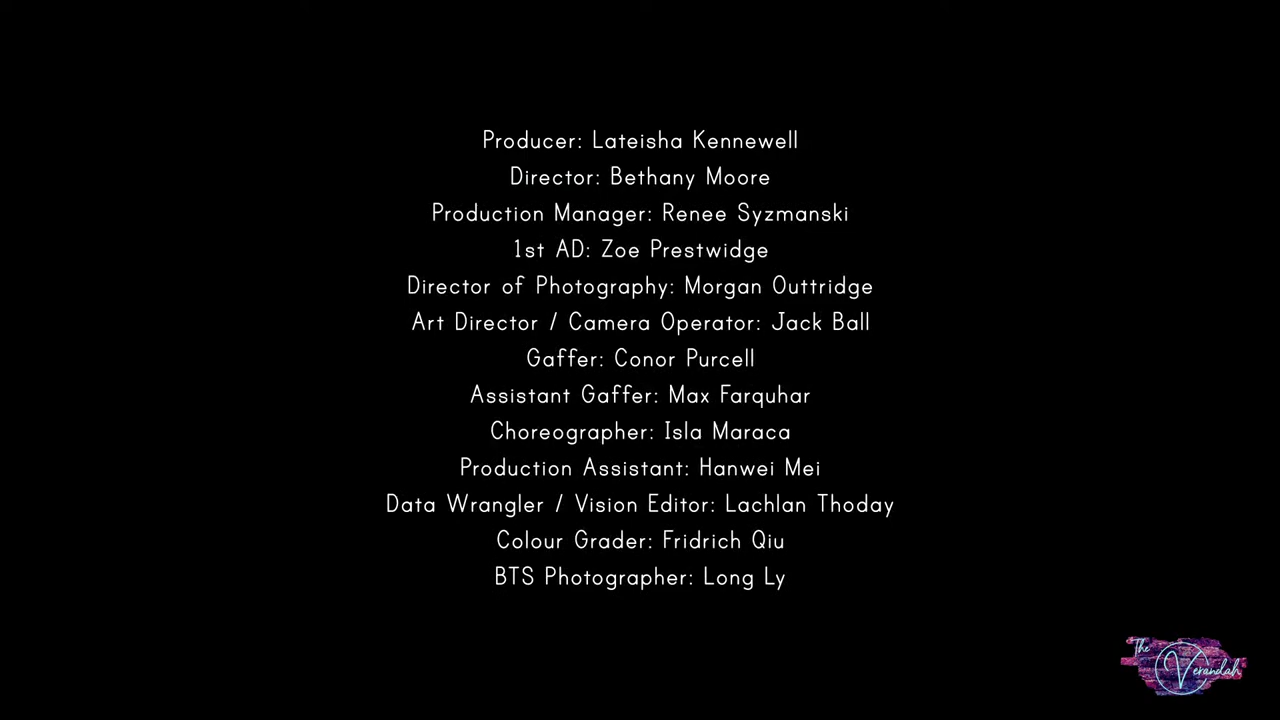 Producer: Lateisha Kennewell
Director: Bethany Moore
Production Manager: Renee Syzmanski
1st AD: Zoe Prestwidge
Director of Photography: Morgan Outtridge
Art Director / Camera Operator: Jack Ball
Gaffer: Conor Purcell
Assistant Gaffer: Max Farquhar
Choreographer: Isla Maraca
Production Assistant: Hanwei Mei
Data Wrangler / Vision Editor: Lachlan Thoday
Colour Grader: Fridrich Qiu
BTS Photographer: Long Ly
The
Verandah